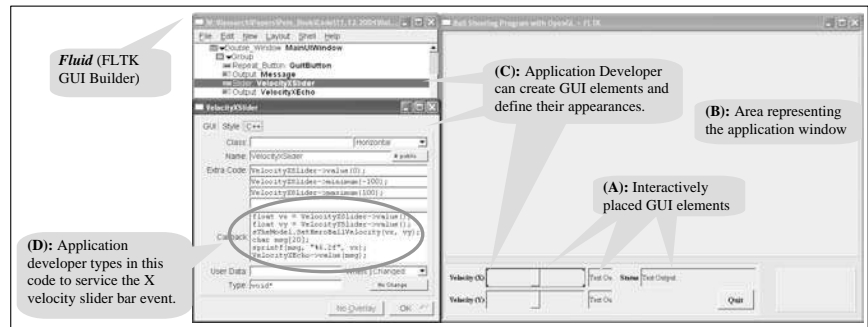 Fluid (FLTK
GUI Builder)
File Edit New Layout Shell Help
Double_Window MainUIWindow
Group
Repeat_Button QuitButton
Output Message
Slider VelocityXSlider
Output VelocityXEcho
Ball Shooting Program with OpenGL - FLTK
(C): Application Developer
can create GUI elements and
define their appearances.
(B): Area representing
the application window
(A): Interactively
placed GUI elements
VelocityXSlider
GUI Style C++
Class: Horizontal
Name: VelocityXSlider public
Extra Code: VelocityXSlider->value(0);
VelocityXSlider->minimum(-100);
VelocityXSlider->maximum(100);
float vx = VelocityXSlider->value();
float vy = VelocityYSlider->value();
sTheModel.SetHeroBallVelocity(vx, vy);
char msg[20];
Callback: sprintf(msg, "%6.2f", vx);
VelocityXEcho->value(msg);
User Data: When: Changed
Type: void* No Change
No Overlay OK
(D): Application
developer types in this
code to service the X
velocity slider bar event.
Velocity (X) Text Ou Status Text Output
Velocity (Y) Text Ou Quit